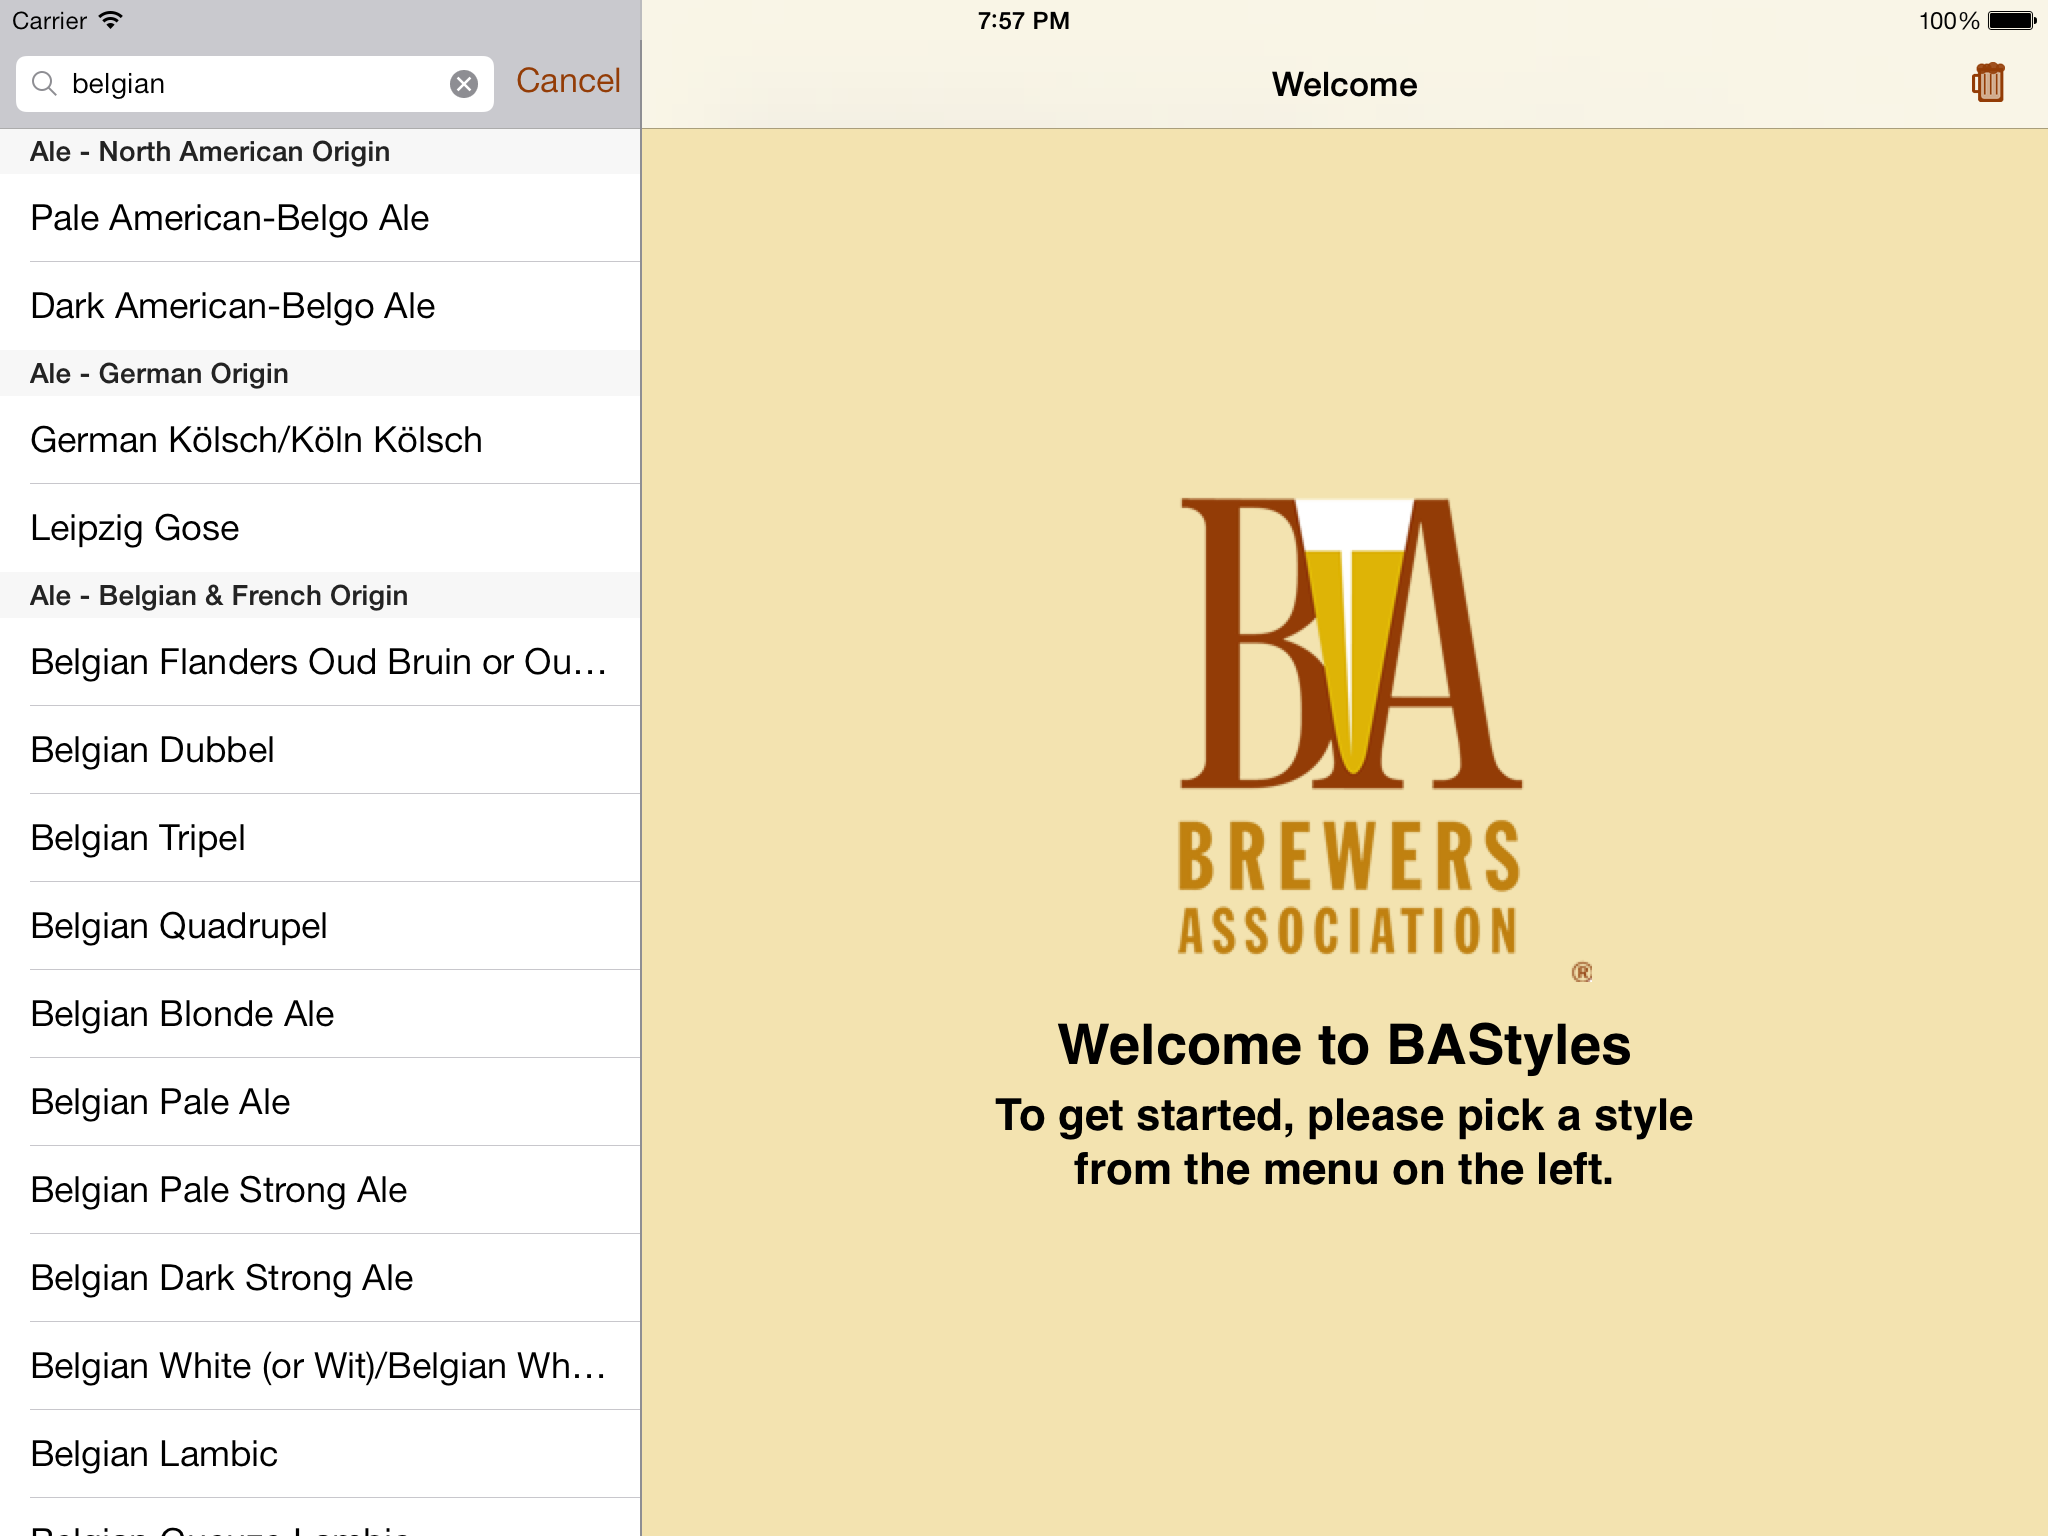 Carrier
7:57 PM
100%
belgian
Cancel
Welcome
Ale - North American Origin
Pale American-Belgo Ale
Dark American-Belgo Ale
Ale - German Origin
German Kölsch/Köln Kölsch
Leipzig Gose
Ale - Belgian & French Origin
Belgian Flanders Oud Bruin or Ou…
Belgian Dubbel
Belgian Tripel
Belgian Quadrupel
Belgian Blonde Ale
Belgian Pale Ale
Belgian Pale Strong Ale
Belgian Dark Strong Ale
Belgian White (or Wit)/Belgian Wh…
Belgian Lambic
Belgian Gueuze Lambic
BA
BREWERS
ASSOCIATION
®
Welcome to BAStyles
To get started, please pick a style
from the menu on the left.